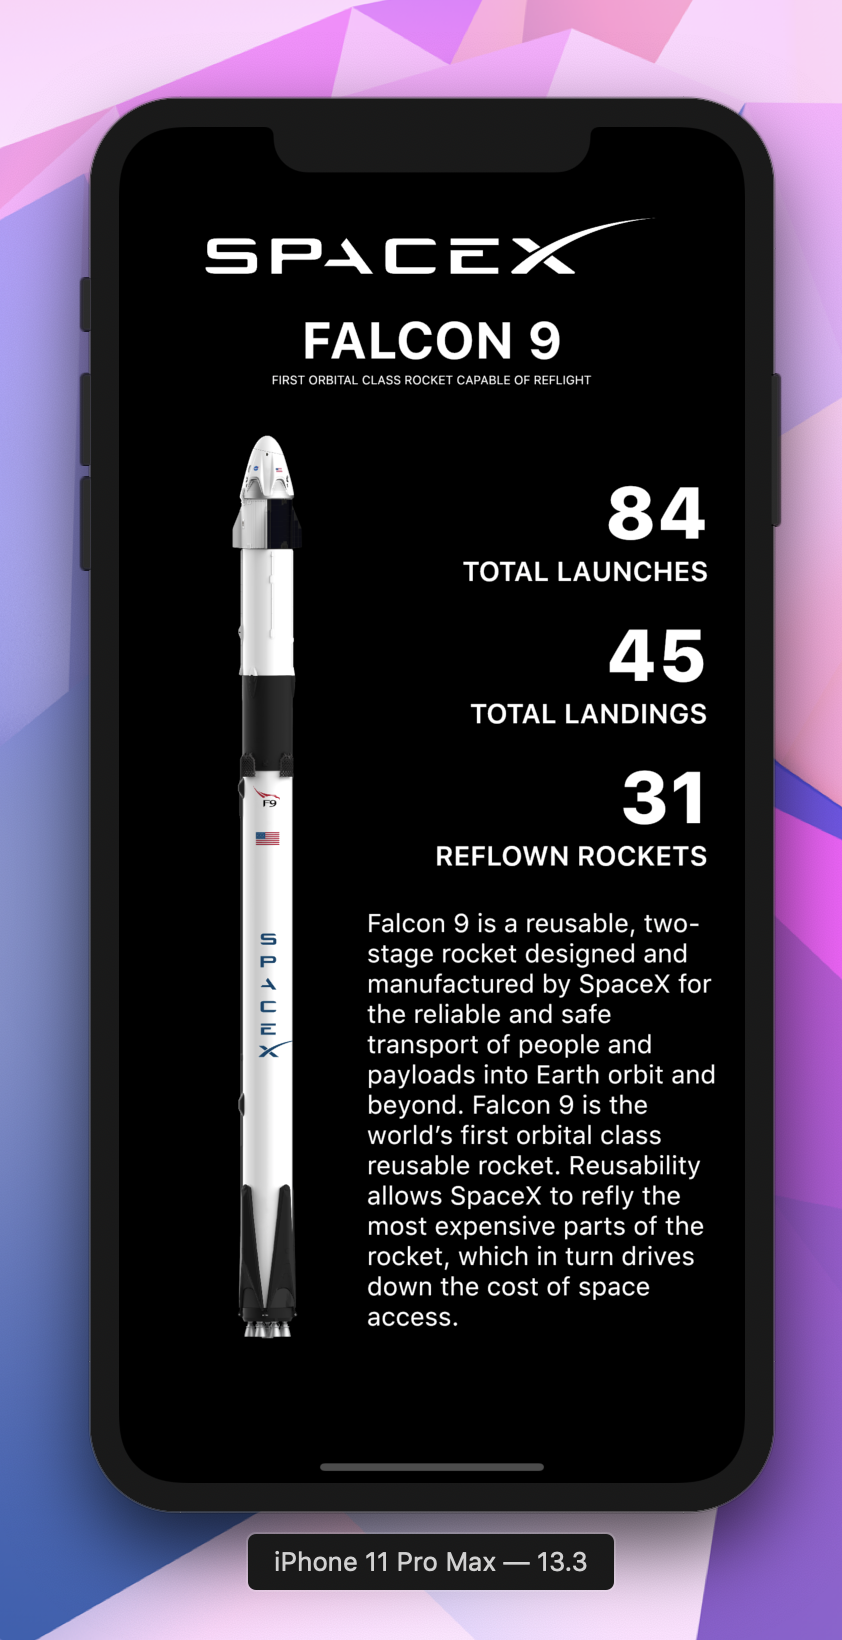 SPACEX
FALCON 9
FIRST ORBITAL CLASS ROCKET CAPABLE OF REFLIGHT
84
TOTAL LAUNCHES
45
TOTAL LANDINGS
31
REFLOWN ROCKETS
F9
SPACEX
Falcon 9 is a reusable, two-
stage rocket designed and
manufactured by SpaceX for
the reliable and safe
transport of people and
payloads into Earth orbit and
beyond. Falcon 9 is the
world’s first orbital class
reusable rocket. Reusability
allows SpaceX to refly the
most expensive parts of the
rocket, which in turn drives
down the cost of space
access.
iPhone 11 Pro Max — 13.3